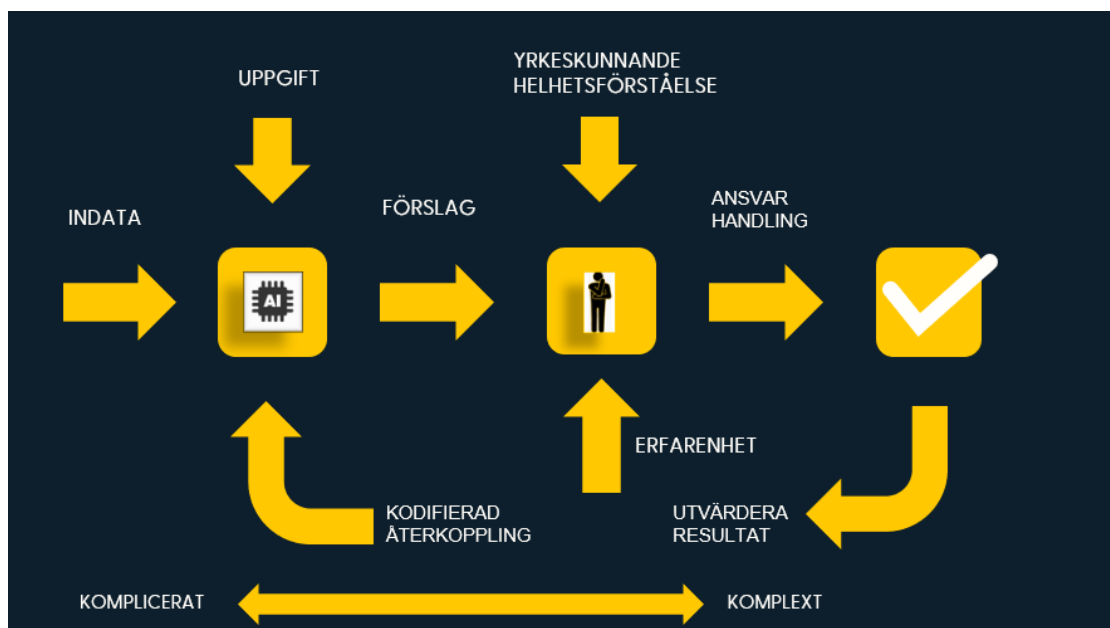 UPPGIFT
YRKESKUNNANDE
HELHETSFÖRSTÅELSE
INDATA
FÖRSLAG
ANSVAR
HANDLING
AI
ERFARENHET
KODIFIERAD
ÅTERKOPPLING
UTVÄRDERA
RESULTAT
KOMPLICERAT
KOMPLEXT